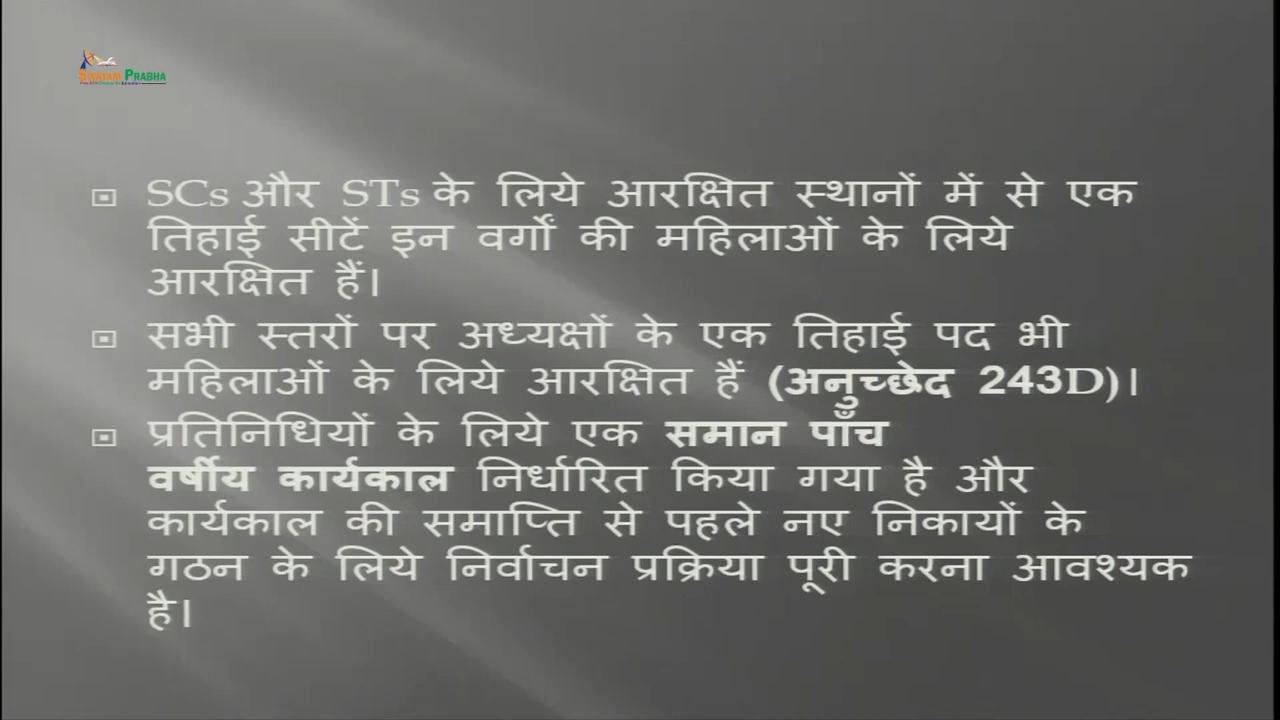 SWAYAM PRABHA
SCs और STs के लिये आरक्षित स्थानों में से एक
तिहाई सीटें इन वर्गों की महिलाओं के लिये
आरक्षित हैं।
सभी स्तरों पर अध्यक्षों के एक तिहाई पद भी
महिलाओं के लिये आरक्षित हैं (अनुच्छेद 243D)।
प्रतिनिधियों के लिये एक समान पाँच
वर्षीय कार्यकाल निर्धारित किया गया है और
कार्यकाल की समाप्ति से पहले नए निकायों के
गठन के लिये निर्वाचन प्रक्रिया पूरी करना आवश्यक
है।